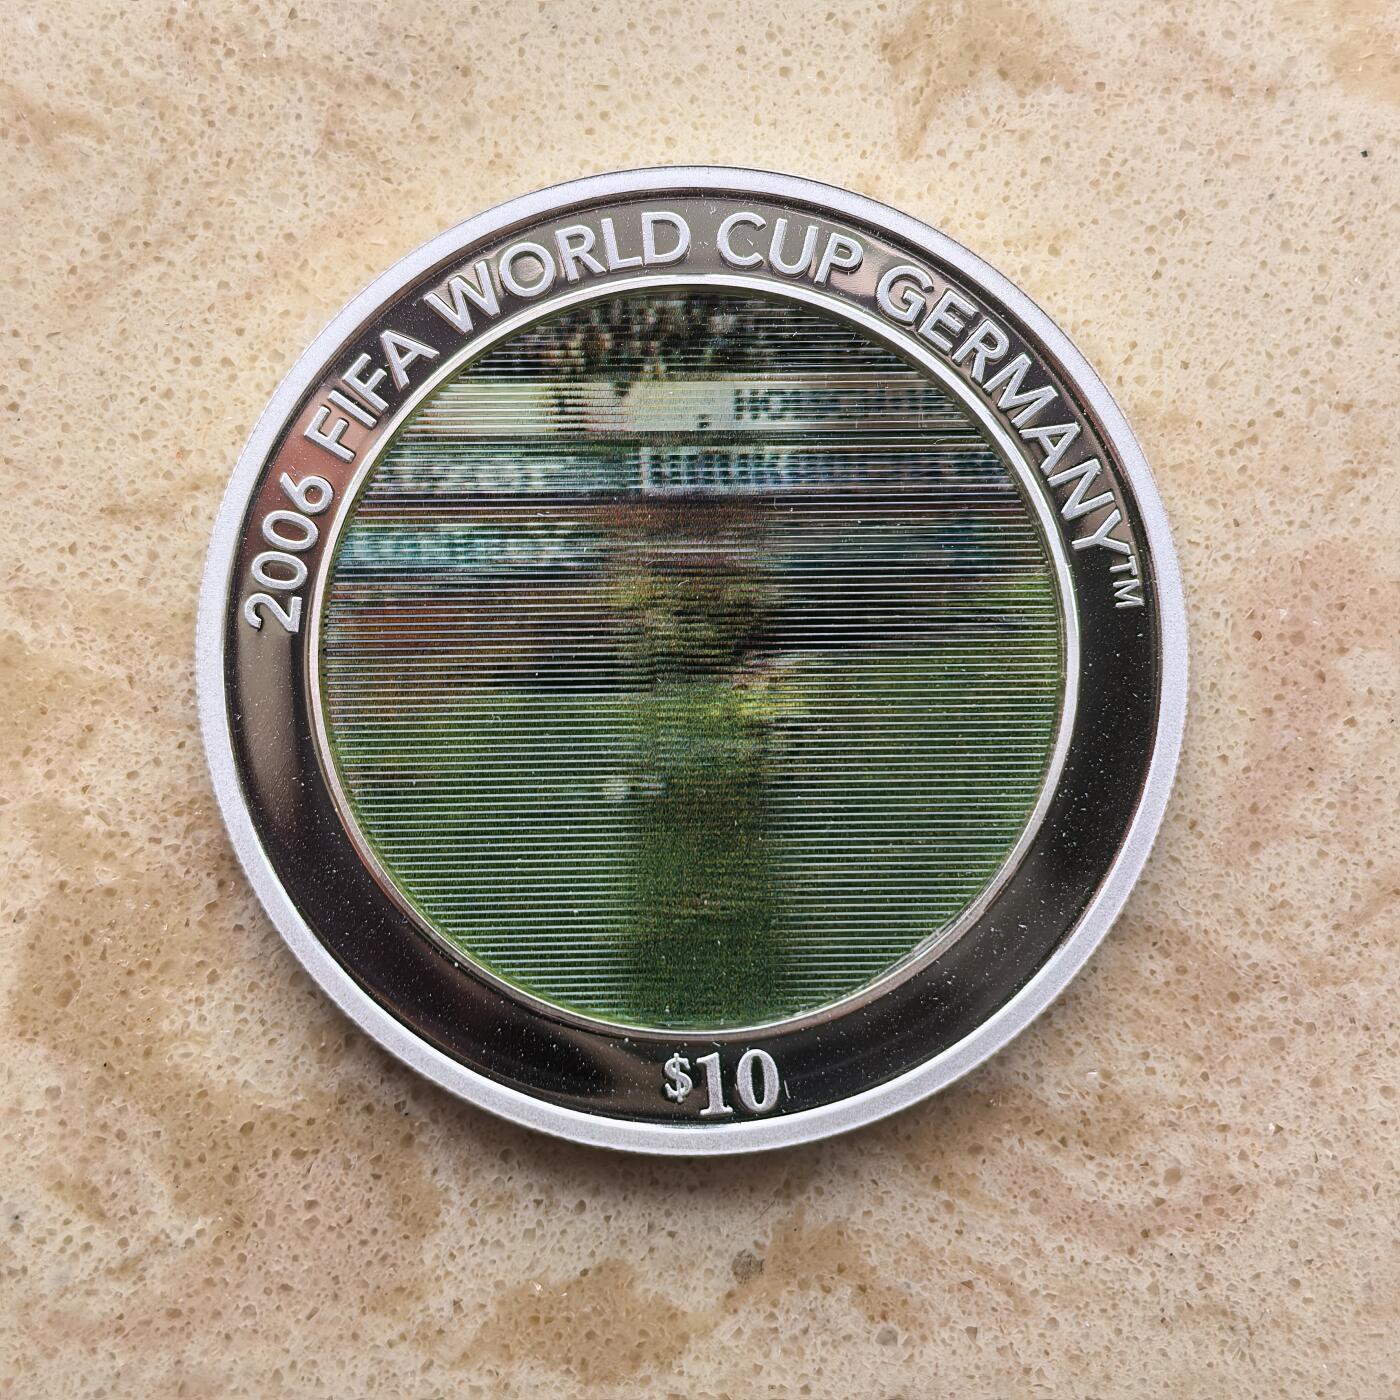 2006 FIFA WORLD CUP GERMANY™
$10